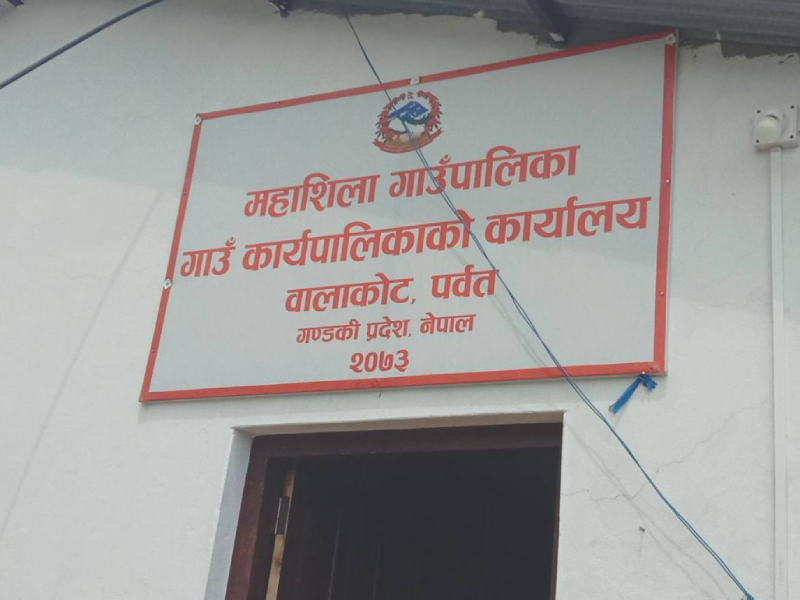 महाशिला गाउँपालिका
गाउँ कार्यपालिकाको कार्यालय
वालाकोट, पर्वत
गण्डकी प्रदेश, नेपाल
२०७३